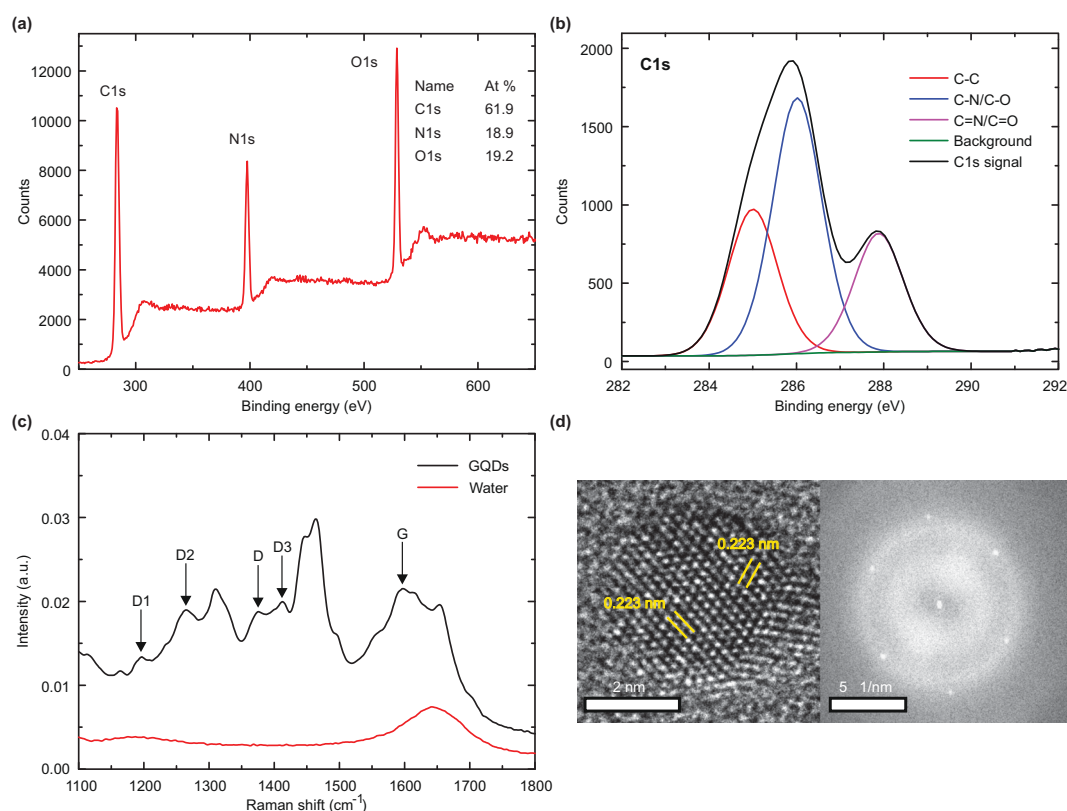 (a)
12000
10000
8000
6000
4000
2000
0
Counts
300
400
500
600
Binding energy (eV)
C1s
N1s
O1s
Name At %
C1s 61.9
N1s 18.9
O1s 19.2
(b)
2000
1500
1000
500
0
Counts
282
284
286
288
290
292
Binding energy (eV)
C1s
C-C
C-N/C-O
C=N/C=O
Background
C1s signal
(c)
0.04
0.03
0.02
0.01
0.00
Intensity (a.u.)
1100
1200
1300
1400
1500
1600
1700
1800
Raman shift (cm-1)
GQDs
Water
D1
D2
D
D3
G
(d)
0.223 nm
0.223 nm
2 nm
5 1/nm